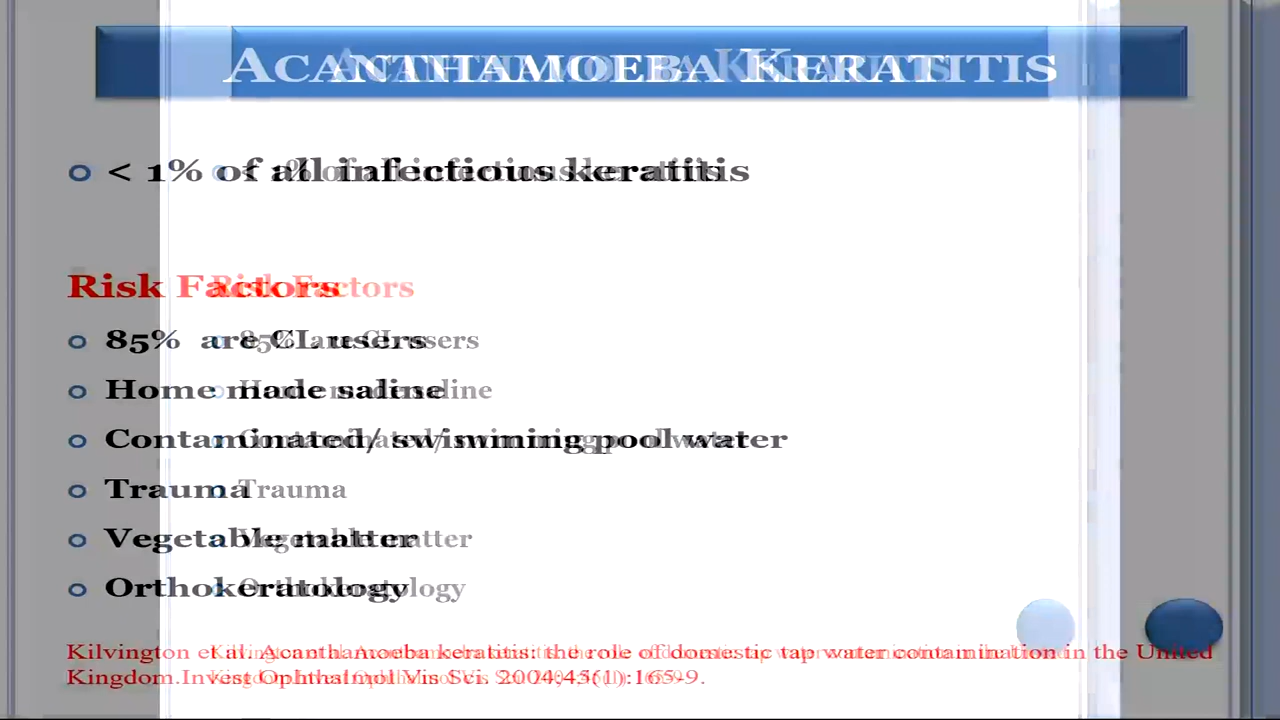 ACANTHAMOEBA KERATITIS
< 1% of all infectious keratitis
Risk Factors
85% are CL users
Home made saline
Contaminated/ swimming pool water
Trauma
Vegetable matter
Orthokeratology
Kilvington et al. Acanthamoeba keratitis: the role of domestic tap water contamination in the United
Kingdom.Invest Ophthalmol Vis Sci. 2004;45(1):165-9.